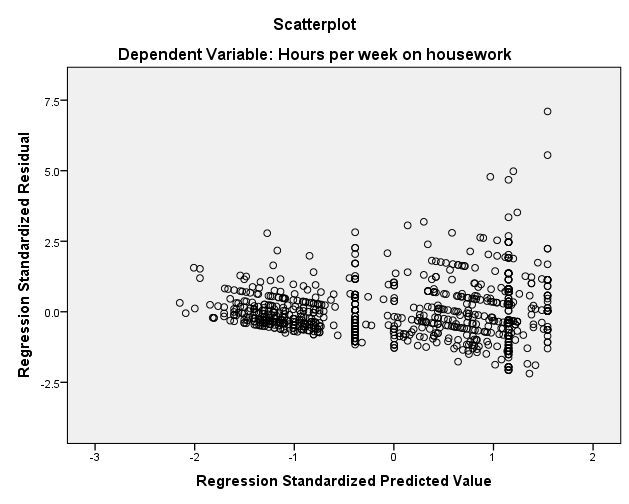 Scatterplot
Dependent Variable: Hours per week on housework
Regression Standardized Residual
7.5
5.0
2.5
0.0
-2.5
-3 -2 -1 0 1 2
Regression Standardized Predicted Value